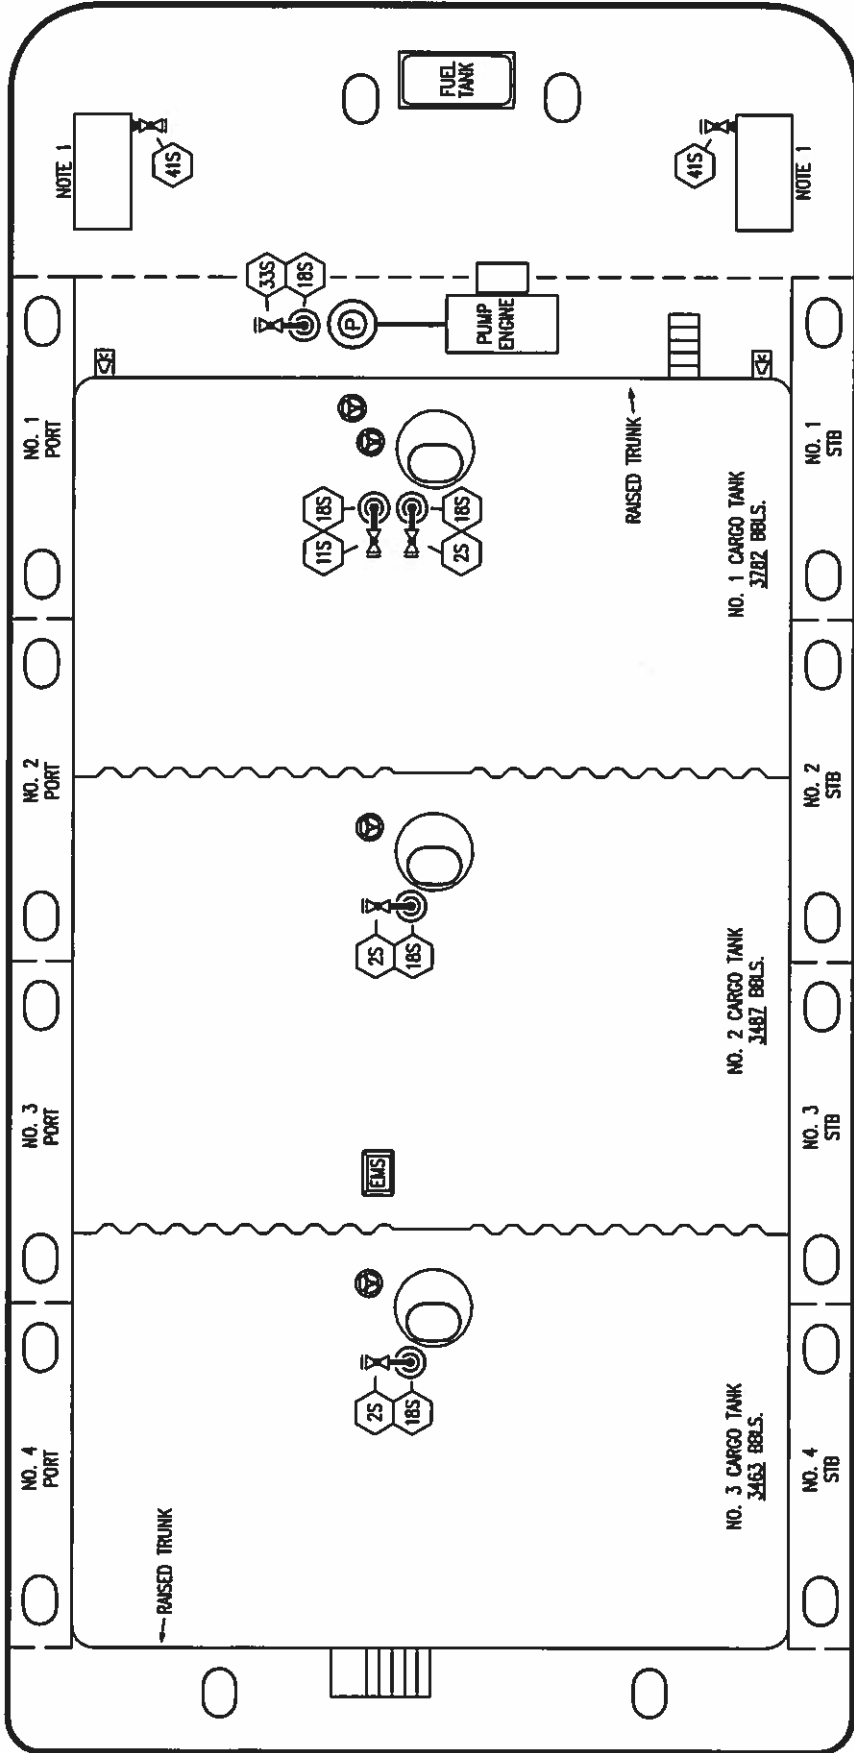 NO. 4
PORT
NO. 3
PORT
NO. 2
PORT
NO. 1
PORT
NOTE 1
41S
← RAISED TRUNK
33S
18S
P
FUEL
TANK
PUMP
ENGINE
11S
18S
2S
18S
2S
18S
EMS
2S
18S
RAISED TRUNK →
NO. 3 CARGO TANK
3463 BBLS.
NO. 2 CARGO TANK
3487 BBLS.
NO. 1 CARGO TANK
3782 BBLS.
41S
NOTE 1
NO. 4
STB
NO. 3
STB
NO. 2
STB
NO. 1
STB